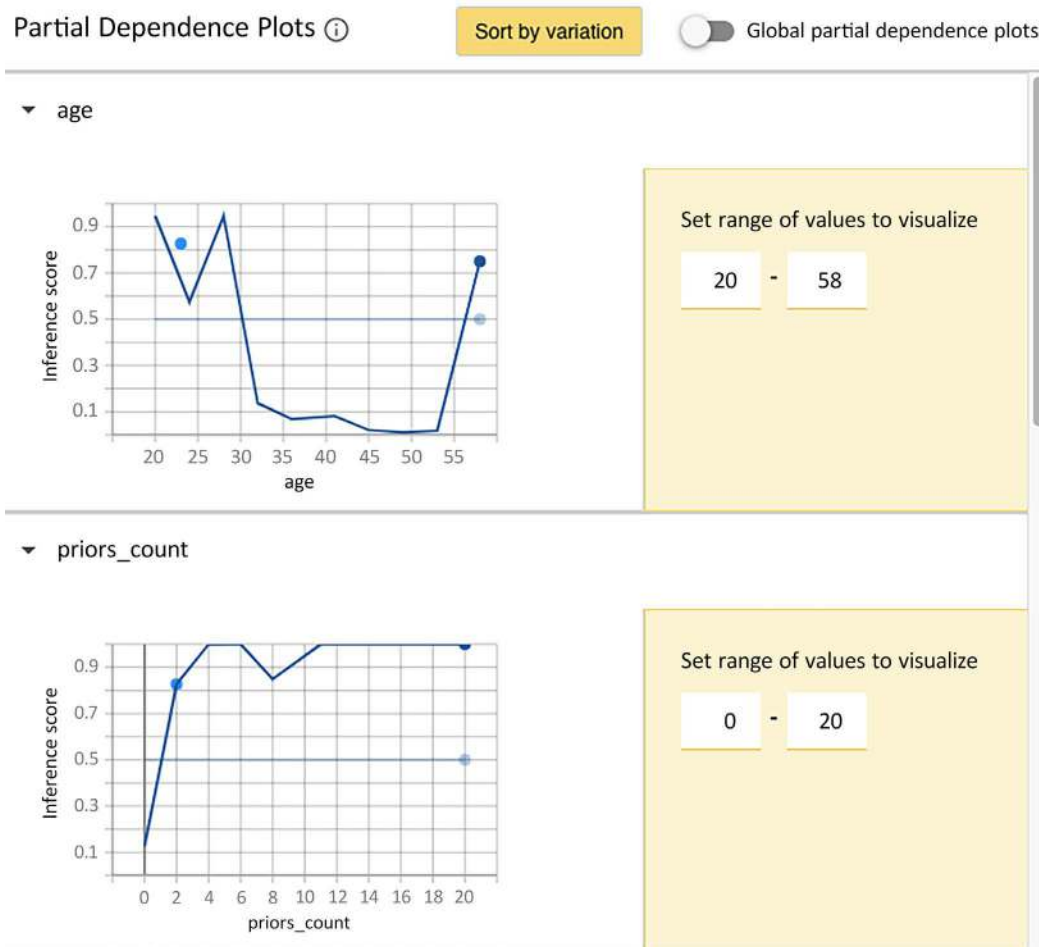 Partial Dependence Plots ⓘ
Sort by variation
Global partial dependence plots
age
Inference score
0.9
0.7
0.5
0.3
0.1
20 25 30 35 40 45 50 55
age
Set range of values to visualize
20 - 58
priors_count
Inference score
0.9
0.7
0.5
0.3
0.1
0 2 4 6 8 10 12 14 16 18 20
priors_count
Set range of values to visualize
0 - 20